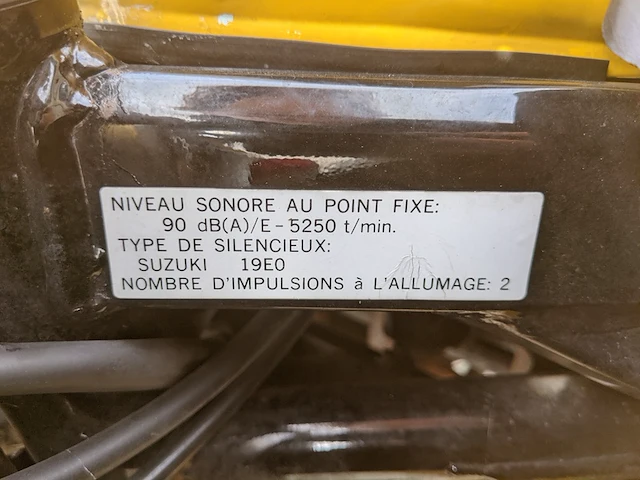 NIVEAU SONORE AU POINT FIXE:
90 dB(A)/E-5250 t/min.
TYPE DE SILENCIEUX:
SUZUKI 19E0
NOMBRE D'IMPULSIONS à L'ALLUMAGE: 2